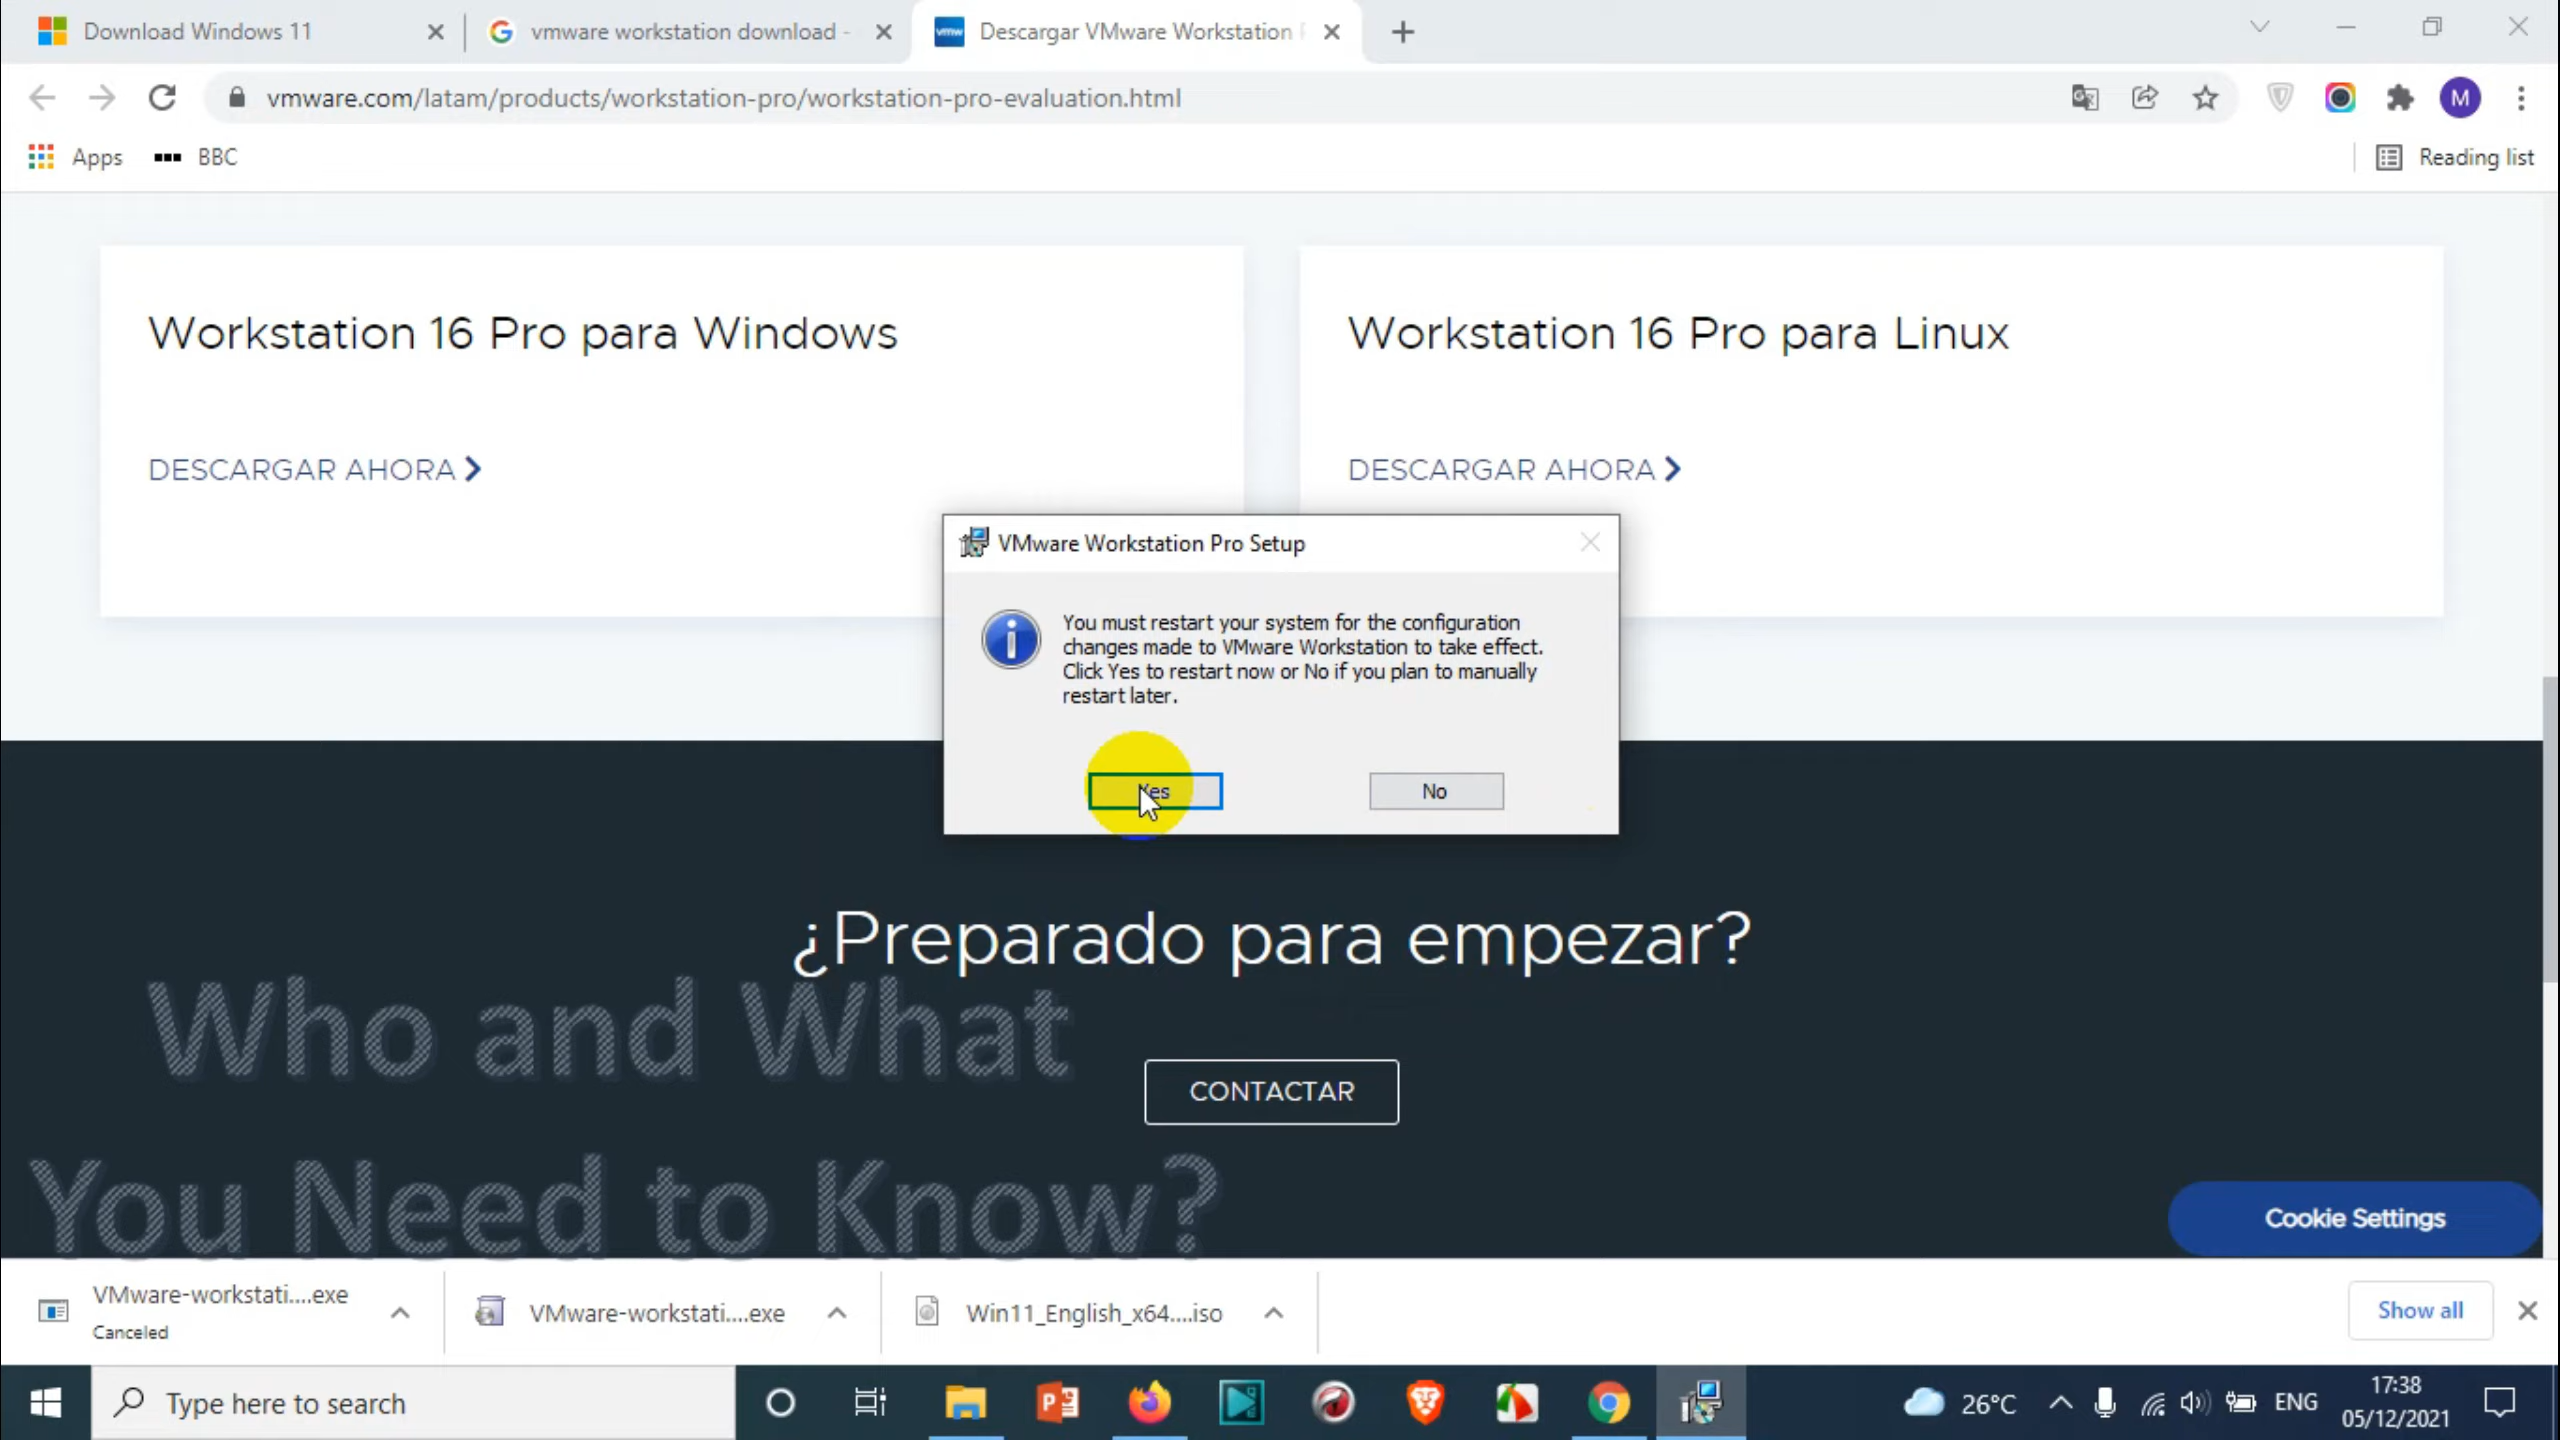 Download Windows 11
vmware workstation download -
vmw
Descargar VMware Workstation
vmware.com/latam/products/workstation-pro/workstation-pro-evaluation.html
M
Apps
BBC
Reading list
Workstation 16 Pro para Windows
DESCARGAR AHORA
Workstation 16 Pro para Linux
DESCARGAR AHORA
VMware Workstation Pro Setup
You must restart your system for the configuration
changes made to VMware Workstation to take effect.
Click Yes to restart now or No if you plan to manually
restart later.
Yes
No
¿Preparado para empezar?
CONTACTAR
Who and What
You Need to Know?
Cookie Settings
VMware-workstati....exe
Canceled
VMware-workstati....exe
Win11_English_x64....iso
Show all
Type here to search
26°C
ENG
17:38
05/12/2021